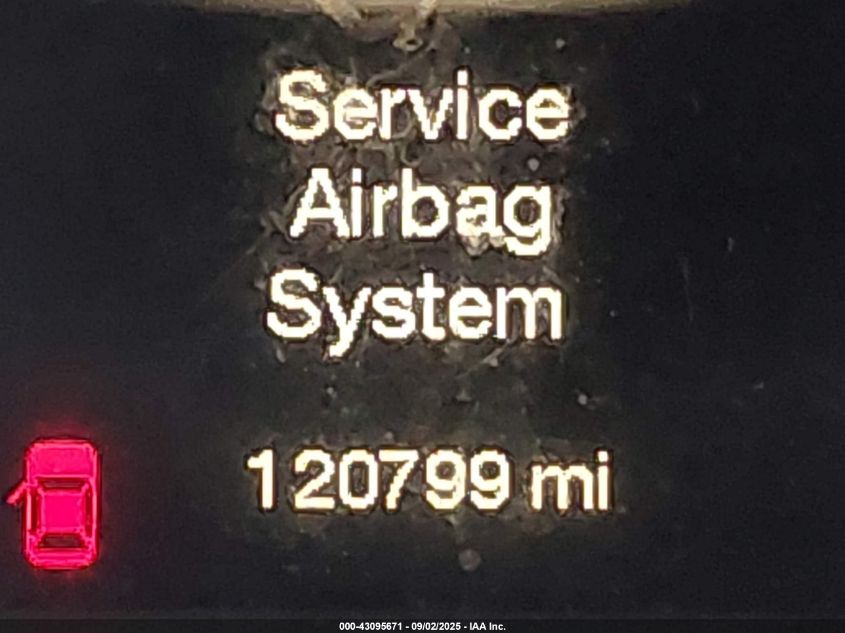 Service
Airbag
System
120799 mi
000-43095671 - 09/02/2025 - IAA Inc.